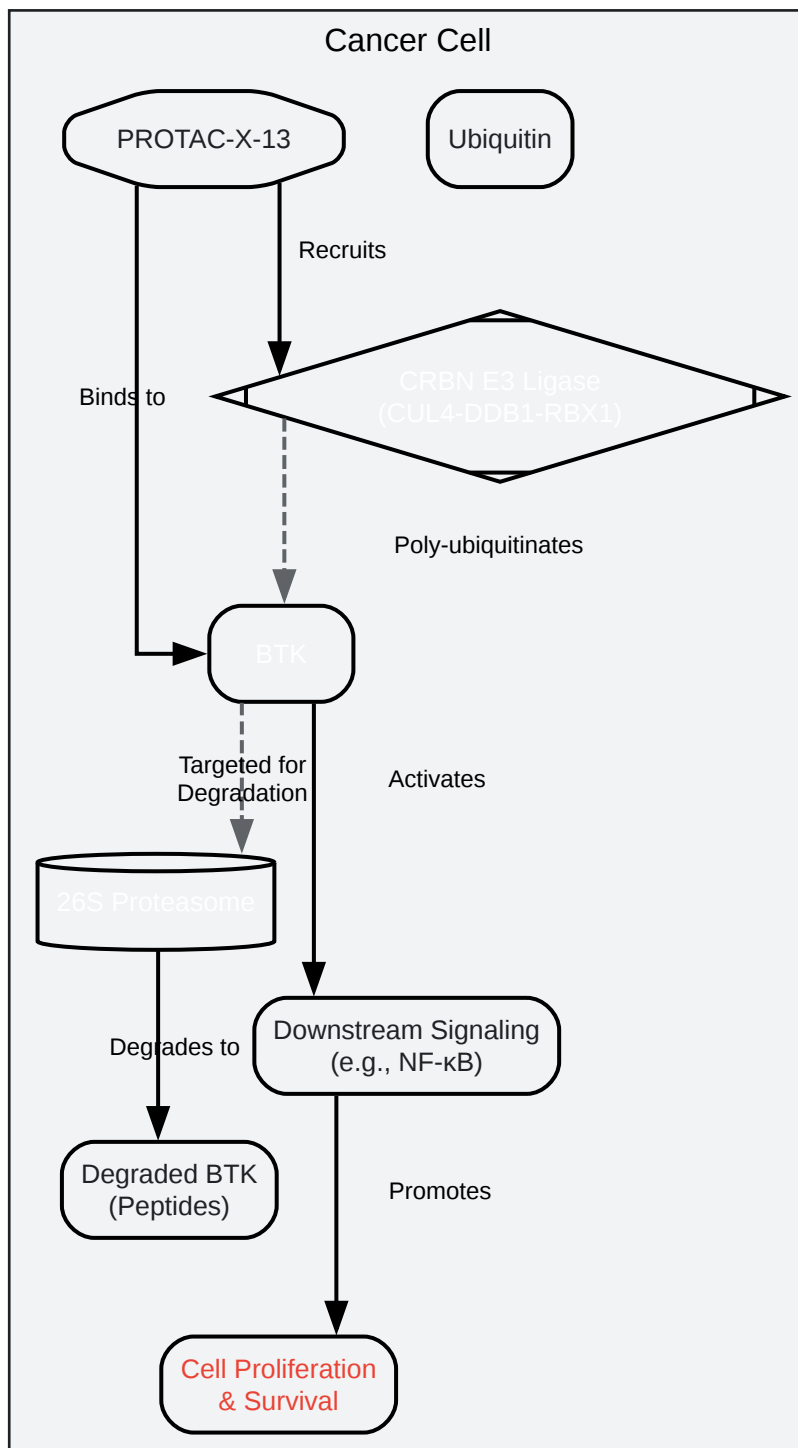 Cancer Cell
PROTAC-X-13
Ubiquitin
Recruits
CRBN E3 Ligase
(CUL4-DDB1-RBX1)
Binds to
Poly-ubiquitinates
BTK
Targeted for
Degradation
Activates
26S Proteasome
Downstream Signaling
(e.g., NF-κB)
Degrades to
Degraded BTK
(Peptides)
Promotes
Cell Proliferation
& Survival